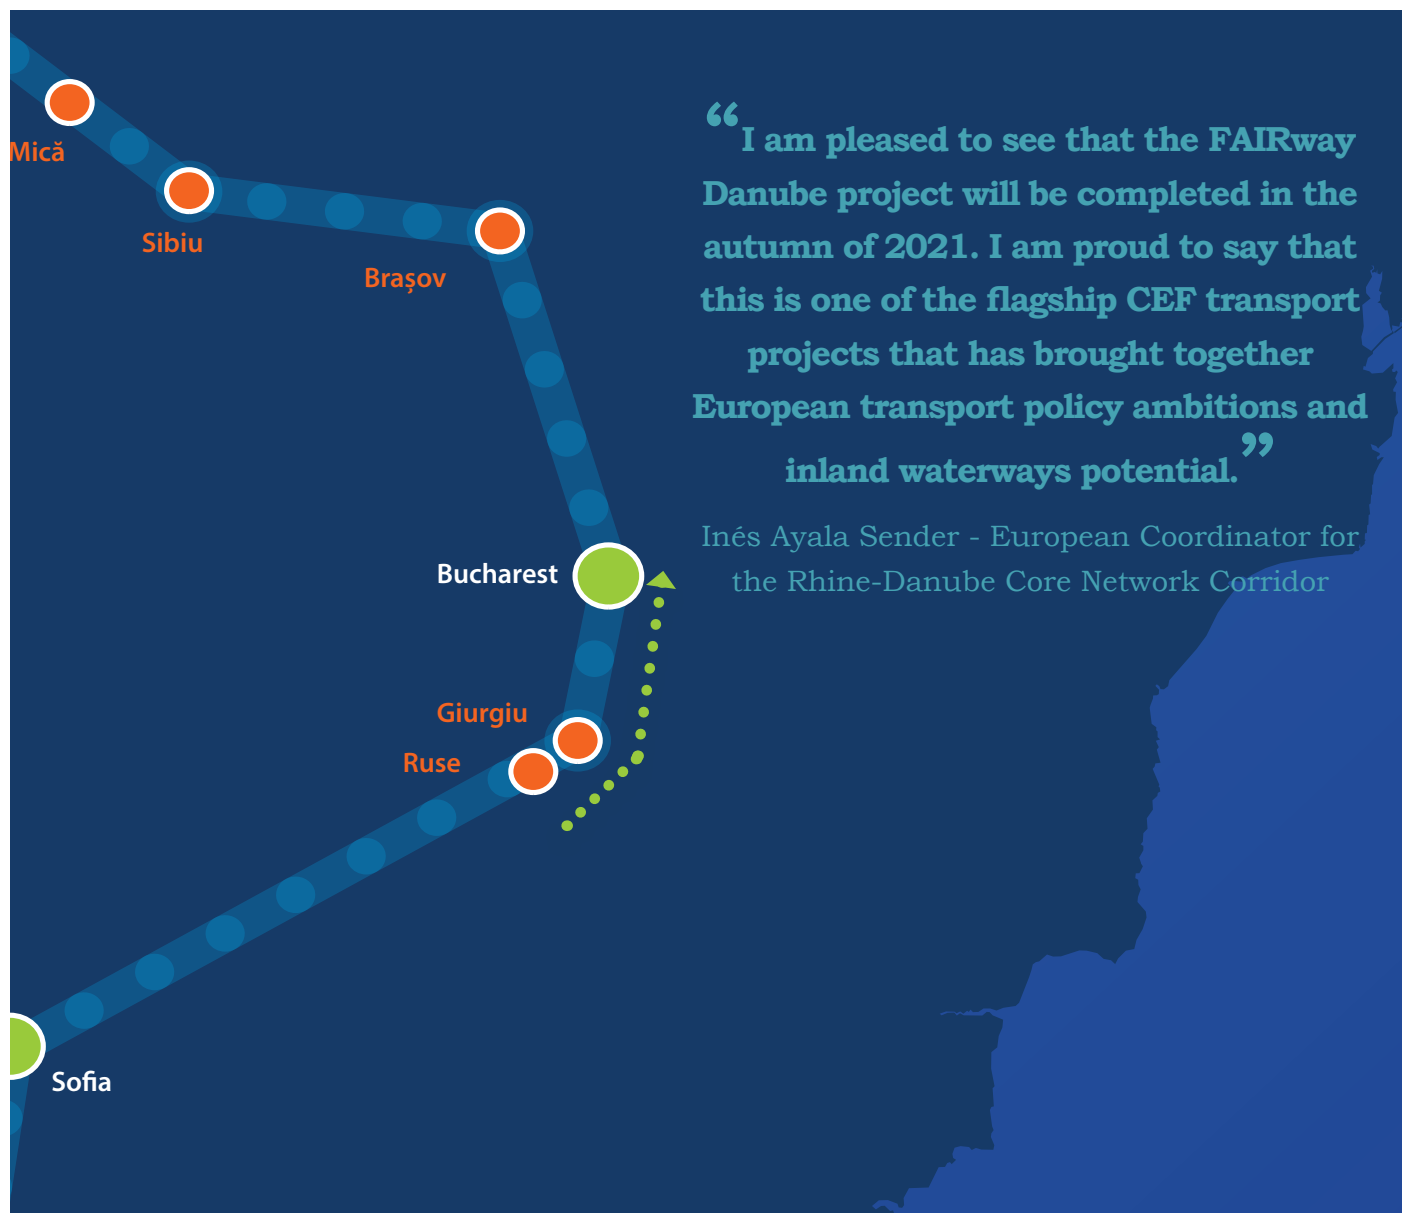 Mică
Sibiu
Brașov
“I am pleased to see that the FAIRway
Danube project will be completed in the
autumn of 2021. I am proud to say that
this is one of the flagship CEF transport
projects that has brought together
European transport policy ambitions and
inland waterways potential.”
Inés Ayala Sender - European Coordinator for
the Rhine-Danube Core Network Corridor
Bucharest
Giurgiu
Ruse
Sofia